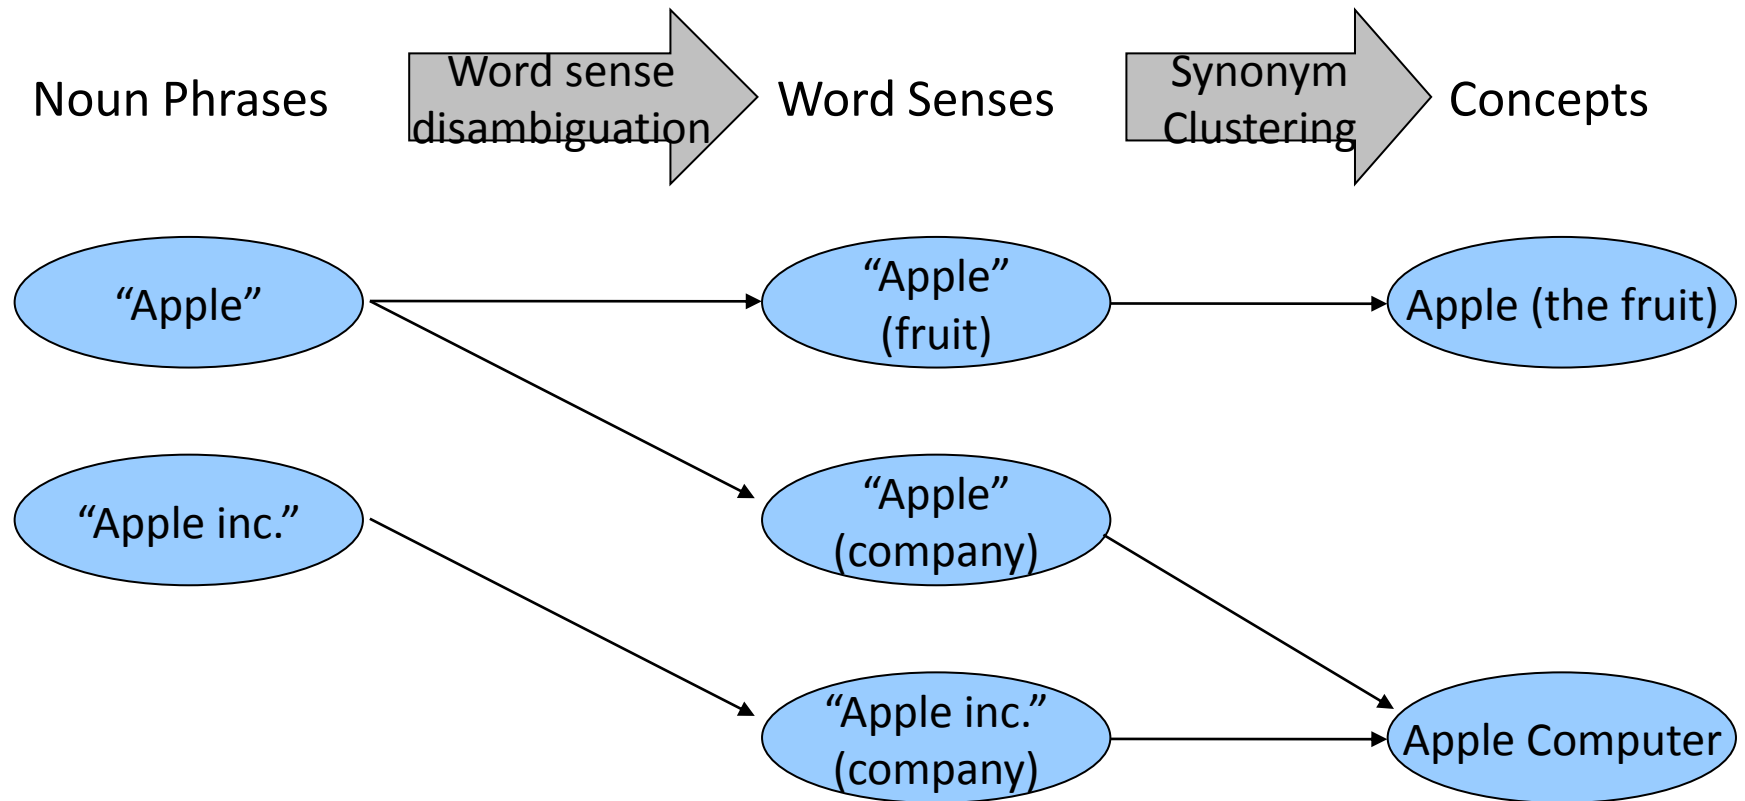 Noun Phrases
Word sense
disambiguation
Word Senses
Synonym
Clustering
Concepts
“Apple”
“Apple”
(fruit)
Apple (the fruit)
“Apple inc.”
“Apple”
(company)
“Apple inc.”
(company)
Apple Computer